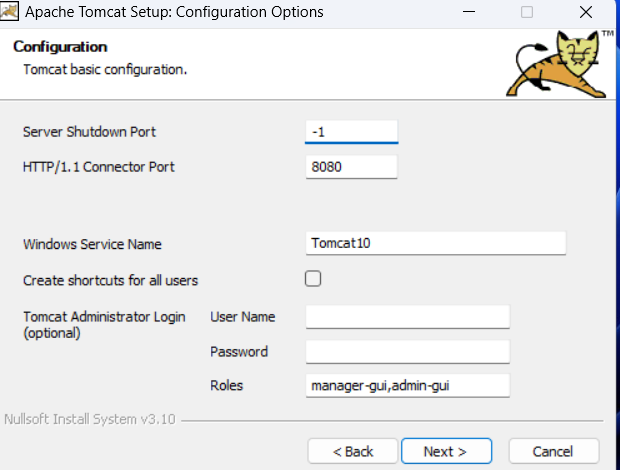 Apache Tomcat Setup: Configuration Options
Configuration
Tomcat basic configuration.
TM
Server Shutdown Port -1
HTTP/1.1 Connector Port 8080
Windows Service Name Tomcat10
Create shortcuts for all users
Tomcat Administrator Login User Name
(optional)
Password
Roles manager-gui,admin-gui
Nullsoft Install System v3.10
< Back Next > Cancel